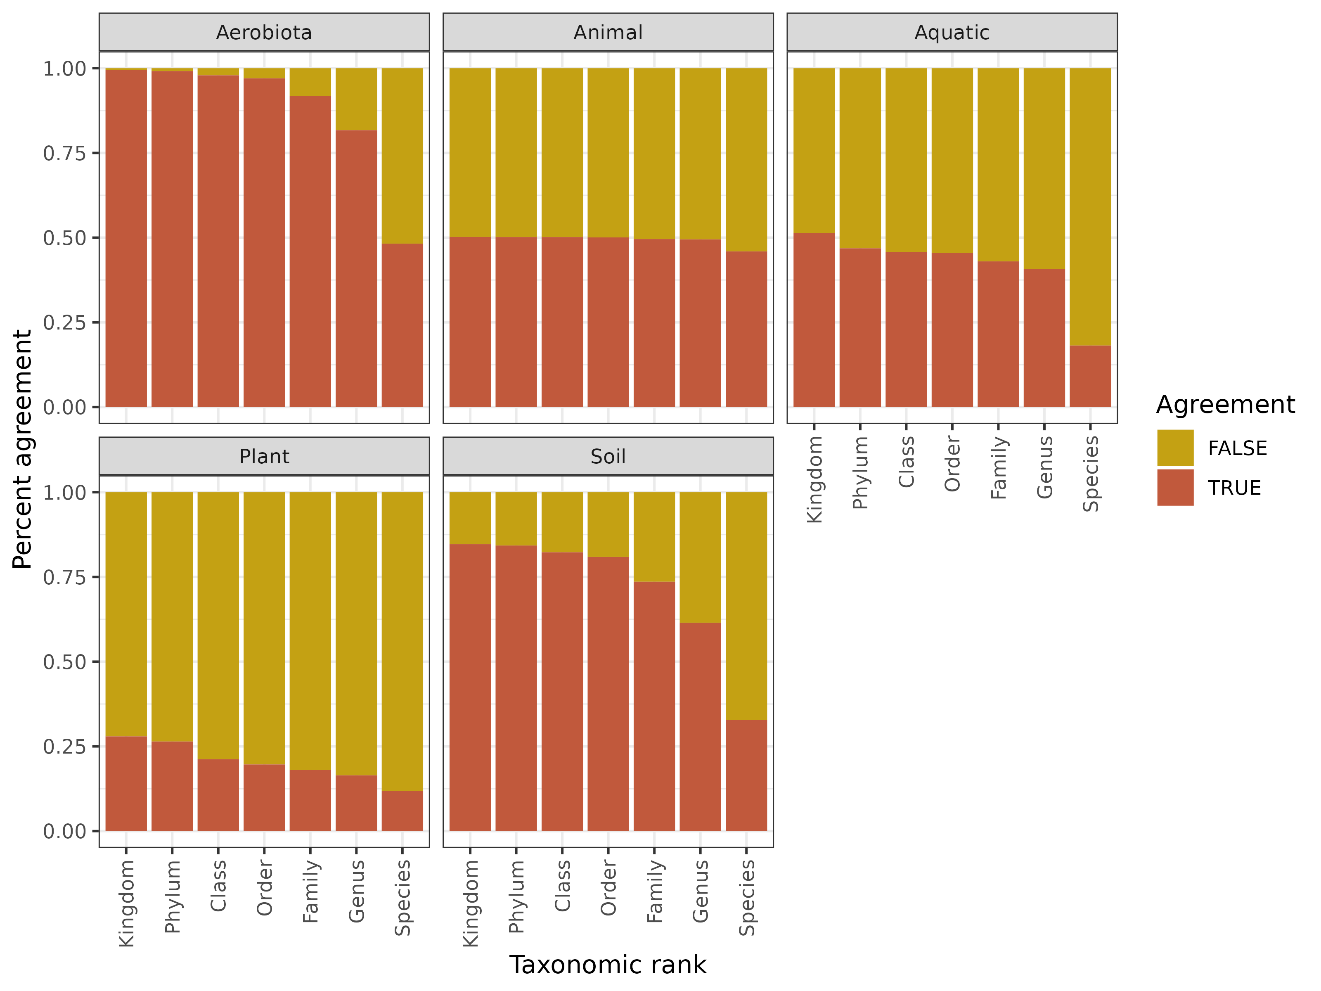 Aerobiota
Animal
Aquatic
1.00
0.75
0.50
0.25
0.00
Kingdom
Phylum
Class
Order
Family
Genus
Species
Percent agreement
Agreement
FALSE
TRUE
Plant
Soil
1.00
0.75
0.50
0.25
0.00
Kingdom
Phylum
Class
Order
Family
Genus
Species
Kingdom
Phylum
Class
Order
Family
Genus
Species
Taxonomic rank